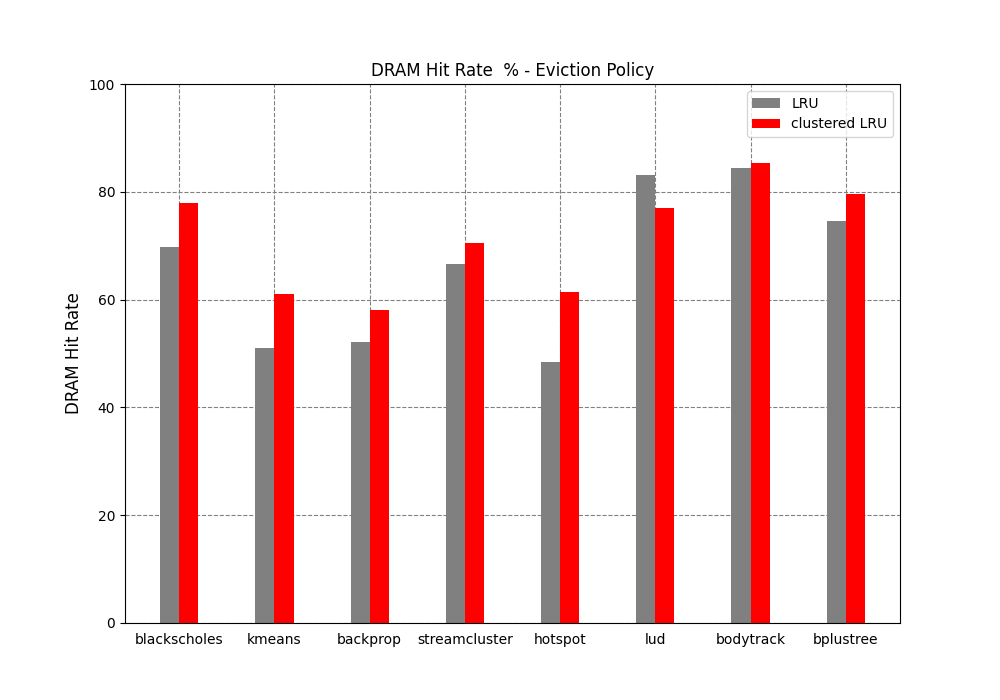 DRAM Hit Rate  % - Eviction Policy
LRU
clustered LRU
DRAM Hit Rate
100
80
60
40
20
0
blackscholes kmeans backprop streamcluster hotspot lud bodytrack bplustree